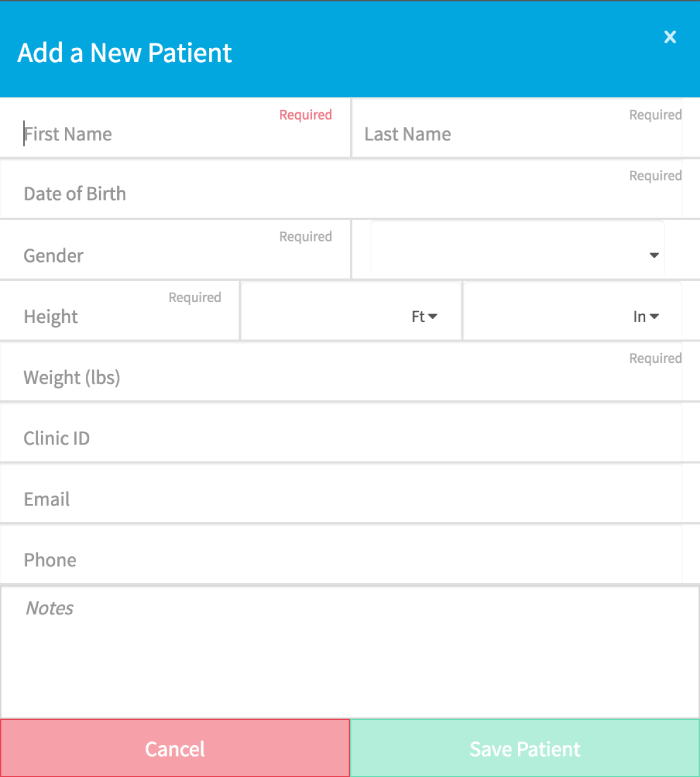 Add a New Patient
x
Required Required
First Name Last Name
Required
Date of Birth
Required
Gender
Required
Height Ft In
Required
Weight (lbs)
Clinic ID
Email
Phone
Notes
Cancel Save Patient